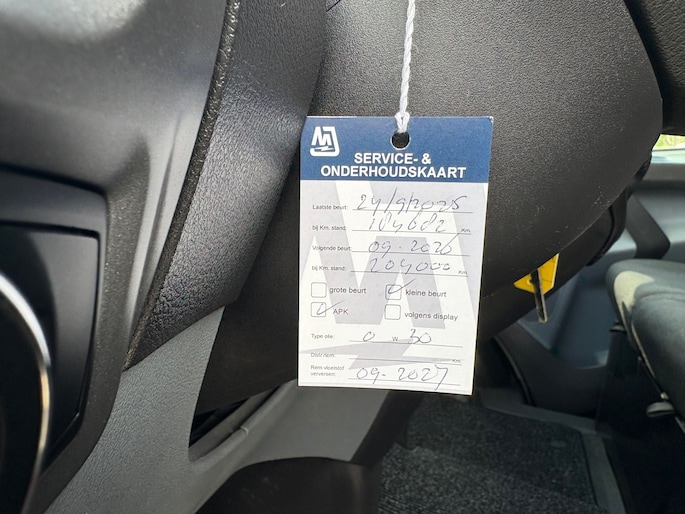 SERVICE- &
ONDERHOUDSKAART
Laatste beurt: 24/9/2025
bij Km. stand: 184082 Km.
Volgende beurt: 09-2026
bij Km. stand: 204000 Km.
grote beurt kleine beurt
APK volgens display
Type olie: 0 w 30
Distr. riem: Km.
Rem vloeistof
verversen: 09-2027